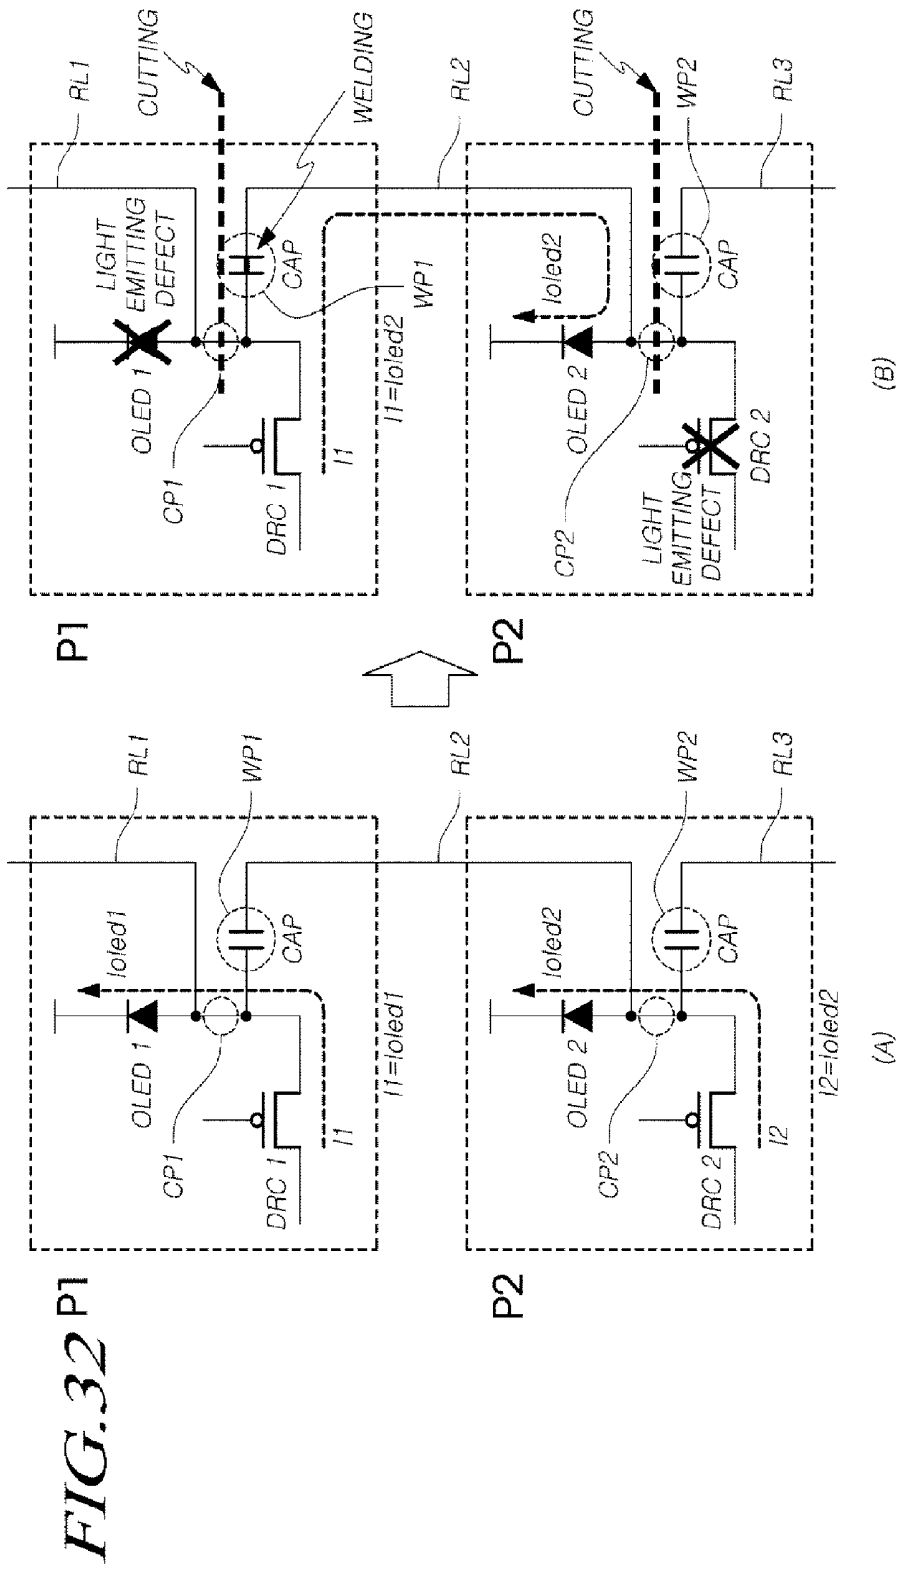 FIG.32
P1
RL1
Ioled1
OLED 1
WP1
CP1
CAP
DRC 1
I1
I1=Ioled1
RL2
P2
Ioled2
OLED 2
WP2
CP2
CAP
DRC 2
I2
RL3
I2=Ioled2
(A)
P1
RL1
LIGHT
EMITTING
DEFECT
CUTTING
OLED 1
CP1
CAP
WELDING
DRC 1
I1
WP1
I1=Ioled2
RL2
P2
Ioled2
OLED 2
CUTTING
CP2
WP2
CAP
LIGHT
EMITTING
DEFECT
DRC 2
RL3
(B)